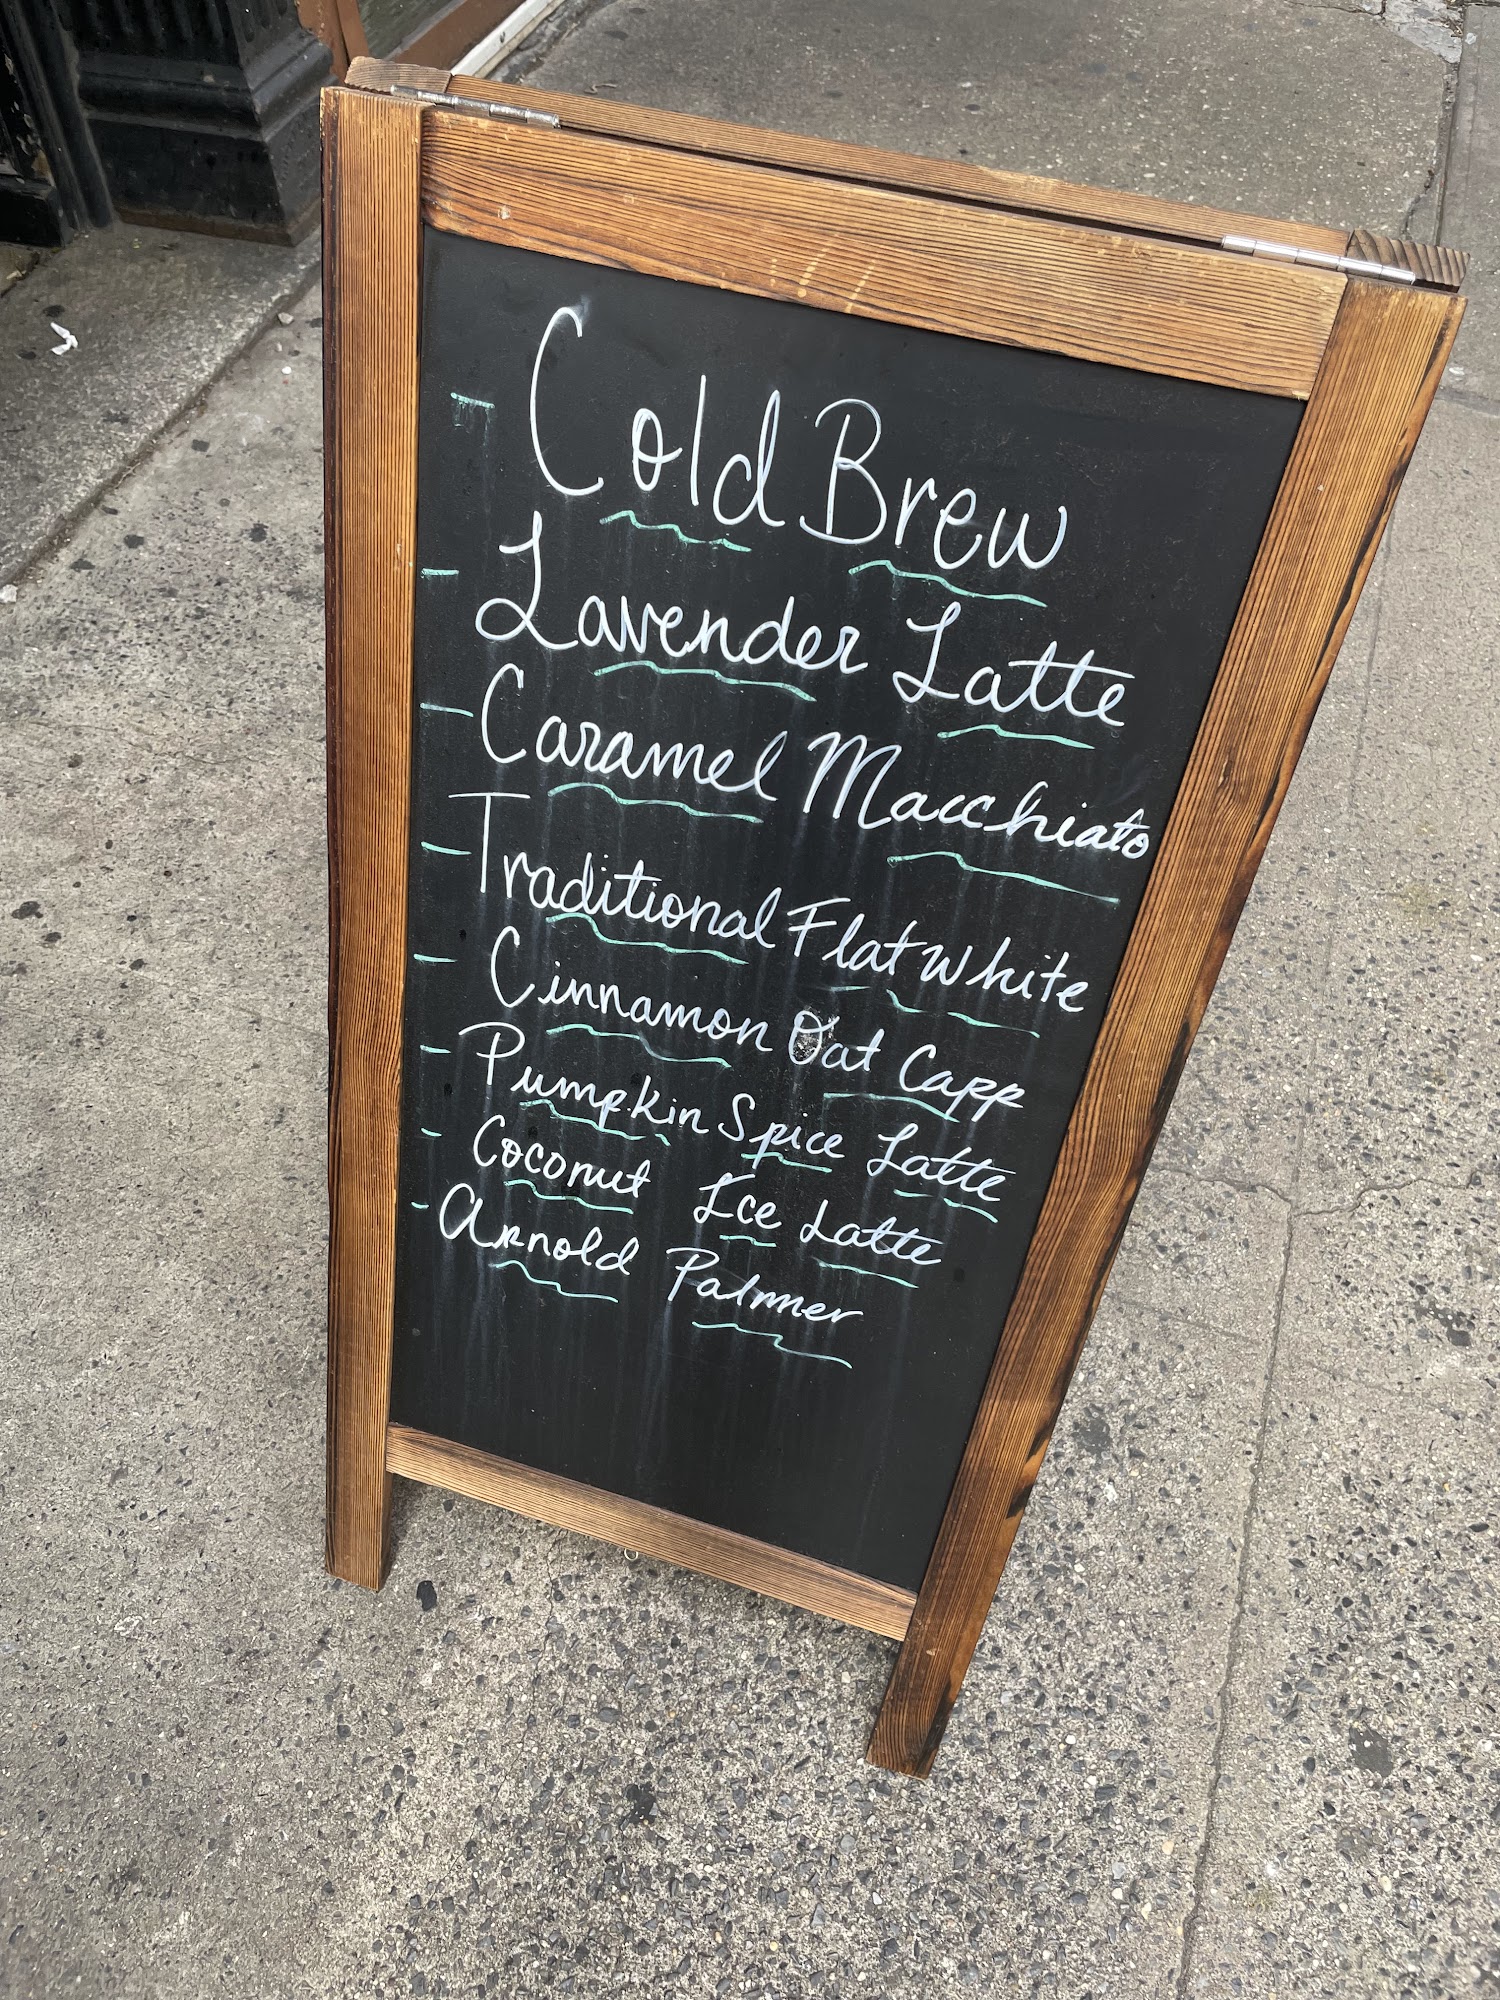 - Cold Brew
- Lavender Latte
- Caramel Macchiato
- Traditional Flat White
- Cinnamon Oat Capp
- Pumpkin Spice Latte
- Coconut Ice Latte
- Arnold Palmer